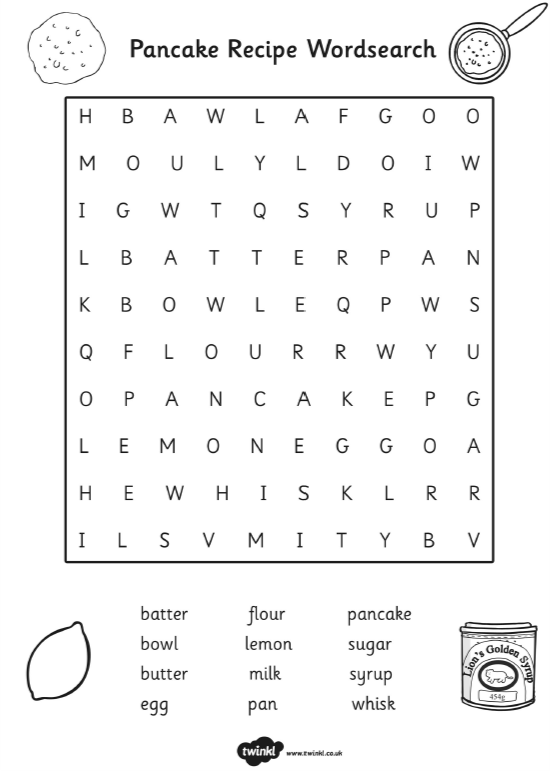 Pancake Recipe Wordsearch
H B A W L A F G O O
M O U L Y L D O I W
I G W T Q S Y R U P
L B A T T E R P A N
K B O W L E Q P W S
Q F L O U R R W Y U
O P A N C A K E P G
L E M O N E G G O A
H E W H I S K L R R
I L S V M I T Y B V
batter flour pancake
bowl lemon sugar
butter milk syrup
egg pan whisk
Lion's Golden Syrup
454g
twinkl www.twinkl.co.uk